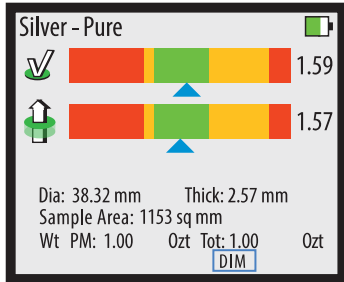 Silver - Pure
1.59
1.57
Dia: 38.32 mm Thick: 2.57 mm
Sample Area: 1153 sq mm
Wt PM: 1.00 Ozt Tot: 1.00 Ozt
DIM